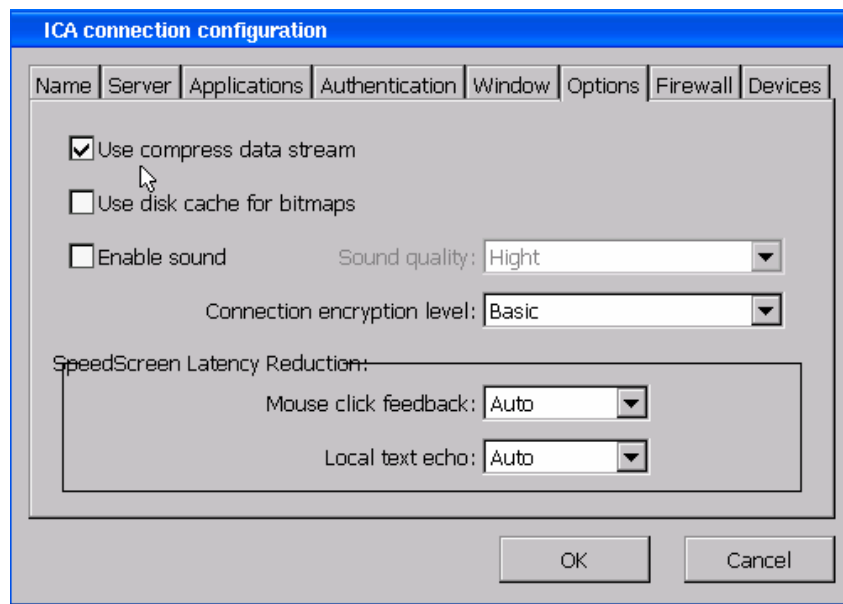 ICA connection configuration
Name Server Applications Authentication Window Options Firewall Devices
Use compress data stream
Use disk cache for bitmaps
Enable sound Sound quality: Hight
Connection encryption level: Basic
SpeedScreen Latency Reduction:
Mouse click feedback: Auto
Local text echo: Auto
OK Cancel